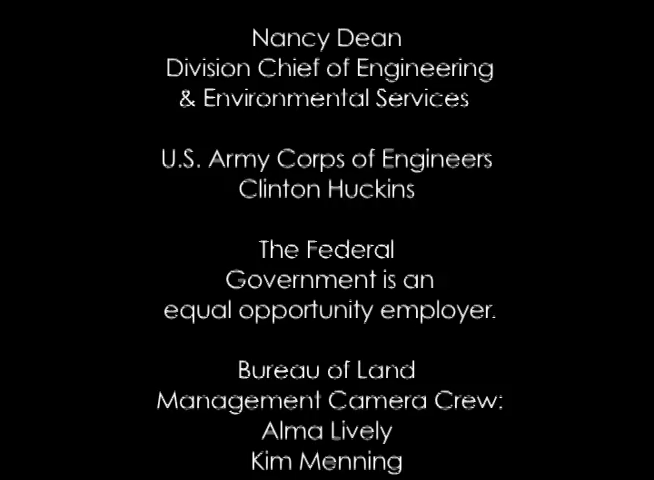 Nancy Dean
Division Chief of Engineering
& Environmental Services
U.S. Army Corps of Engineers
Clinton Huckins
The Federal
Government is an
equal opportunity employer.
Bureau of Land
Management Camera Crew:
Alma Lively
Kim Menning